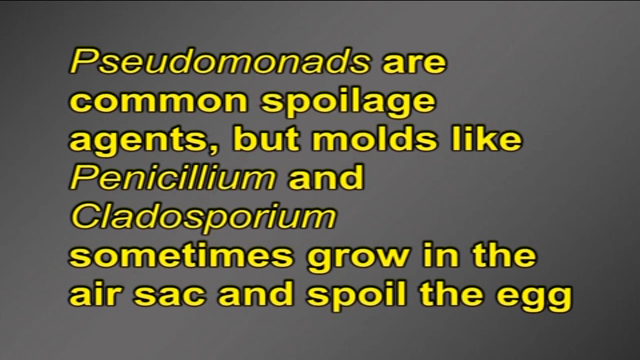 Pseudomonads are
common spoilage
agents, but molds like
Penicillium and
Cladosporium
sometimes grow in the
air sac and spoil the egg